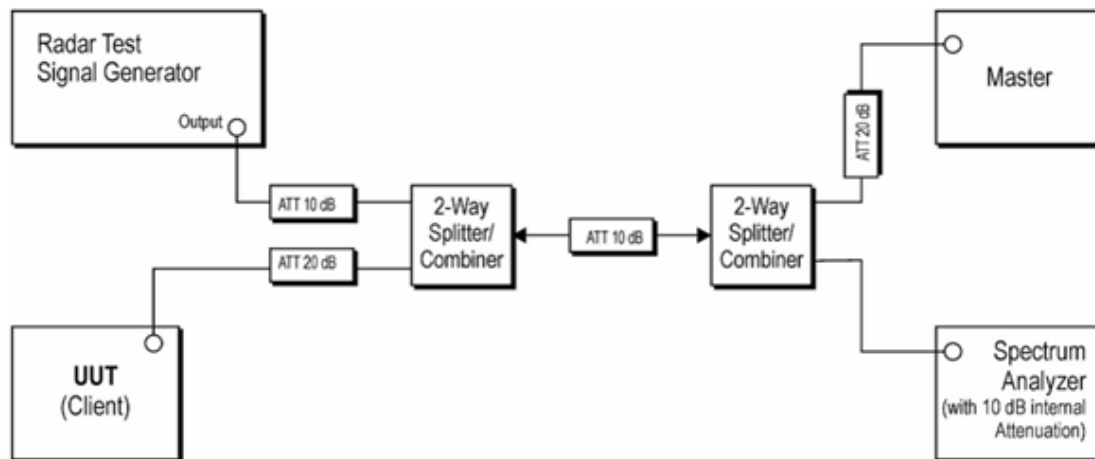 Radar Test
Signal Generator
Output
ATT 10 dB
ATT 20 dB
UUT
(Client)
2-Way
Splitter/
Combiner
ATT 10 dB
2-Way
Splitter/
Combiner
ATT 20 dB
Master
Spectrum
Analyzer
(with 10 dB internal
Attenuation)